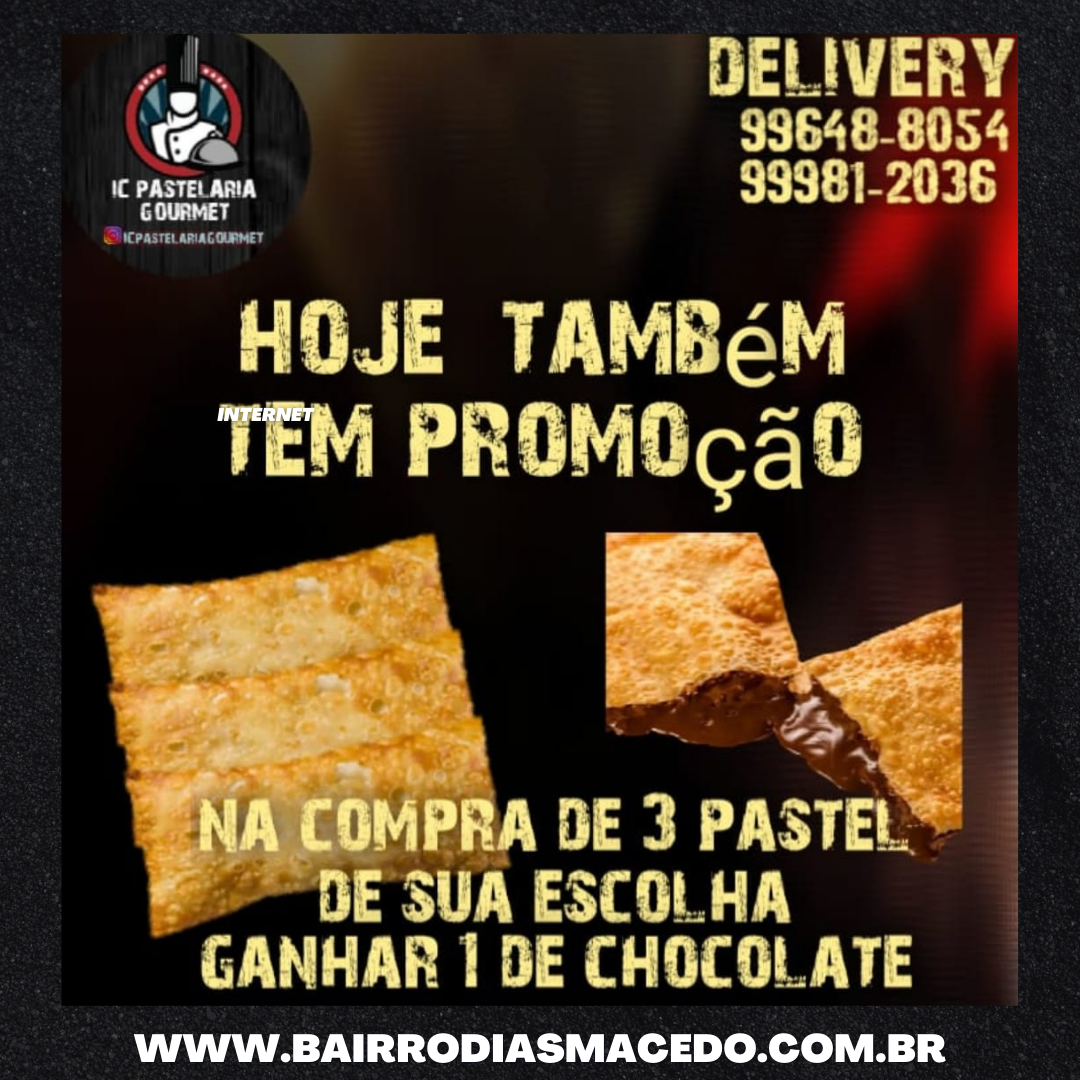 IC PASTELARIA
GOURMET
ICPASTELARIAGOURMET
DELIVERY
99648-8054
99981-2036
HOJE TAMBéM
INTERNET
TEM PROMOçãO
NA COMPRA DE 3 PASTEL
DE SUA ESCOLHA
GANHAR 1 DE CHOCOLATE
WWW.BAIRRODIASMACEDO.COM.BR